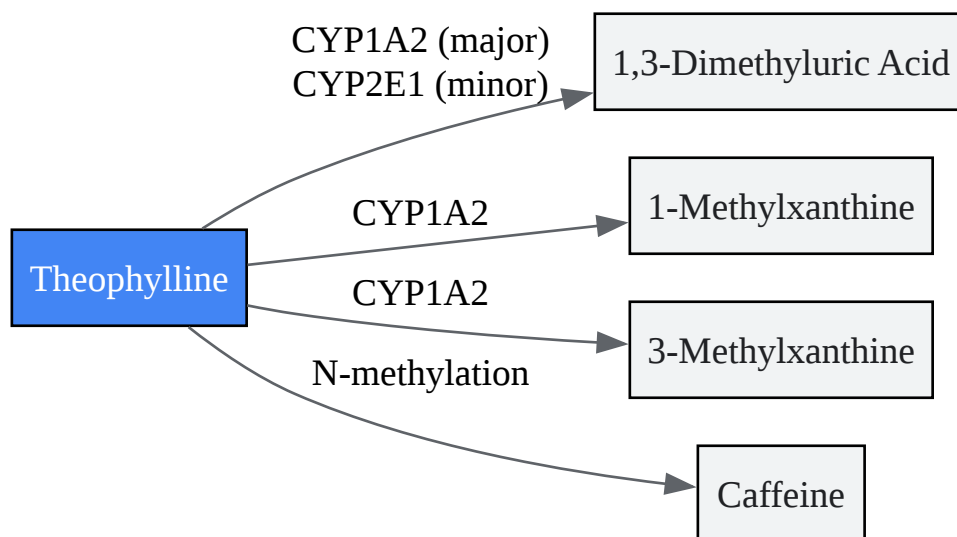 CYP1A2 (major)
CYP2E1 (minor)
1,3-Dimethyluric Acid
CYP1A2
1-Methylxanthine
Theophylline
CYP1A2
3-Methylxanthine
N-methylation
Caffeine